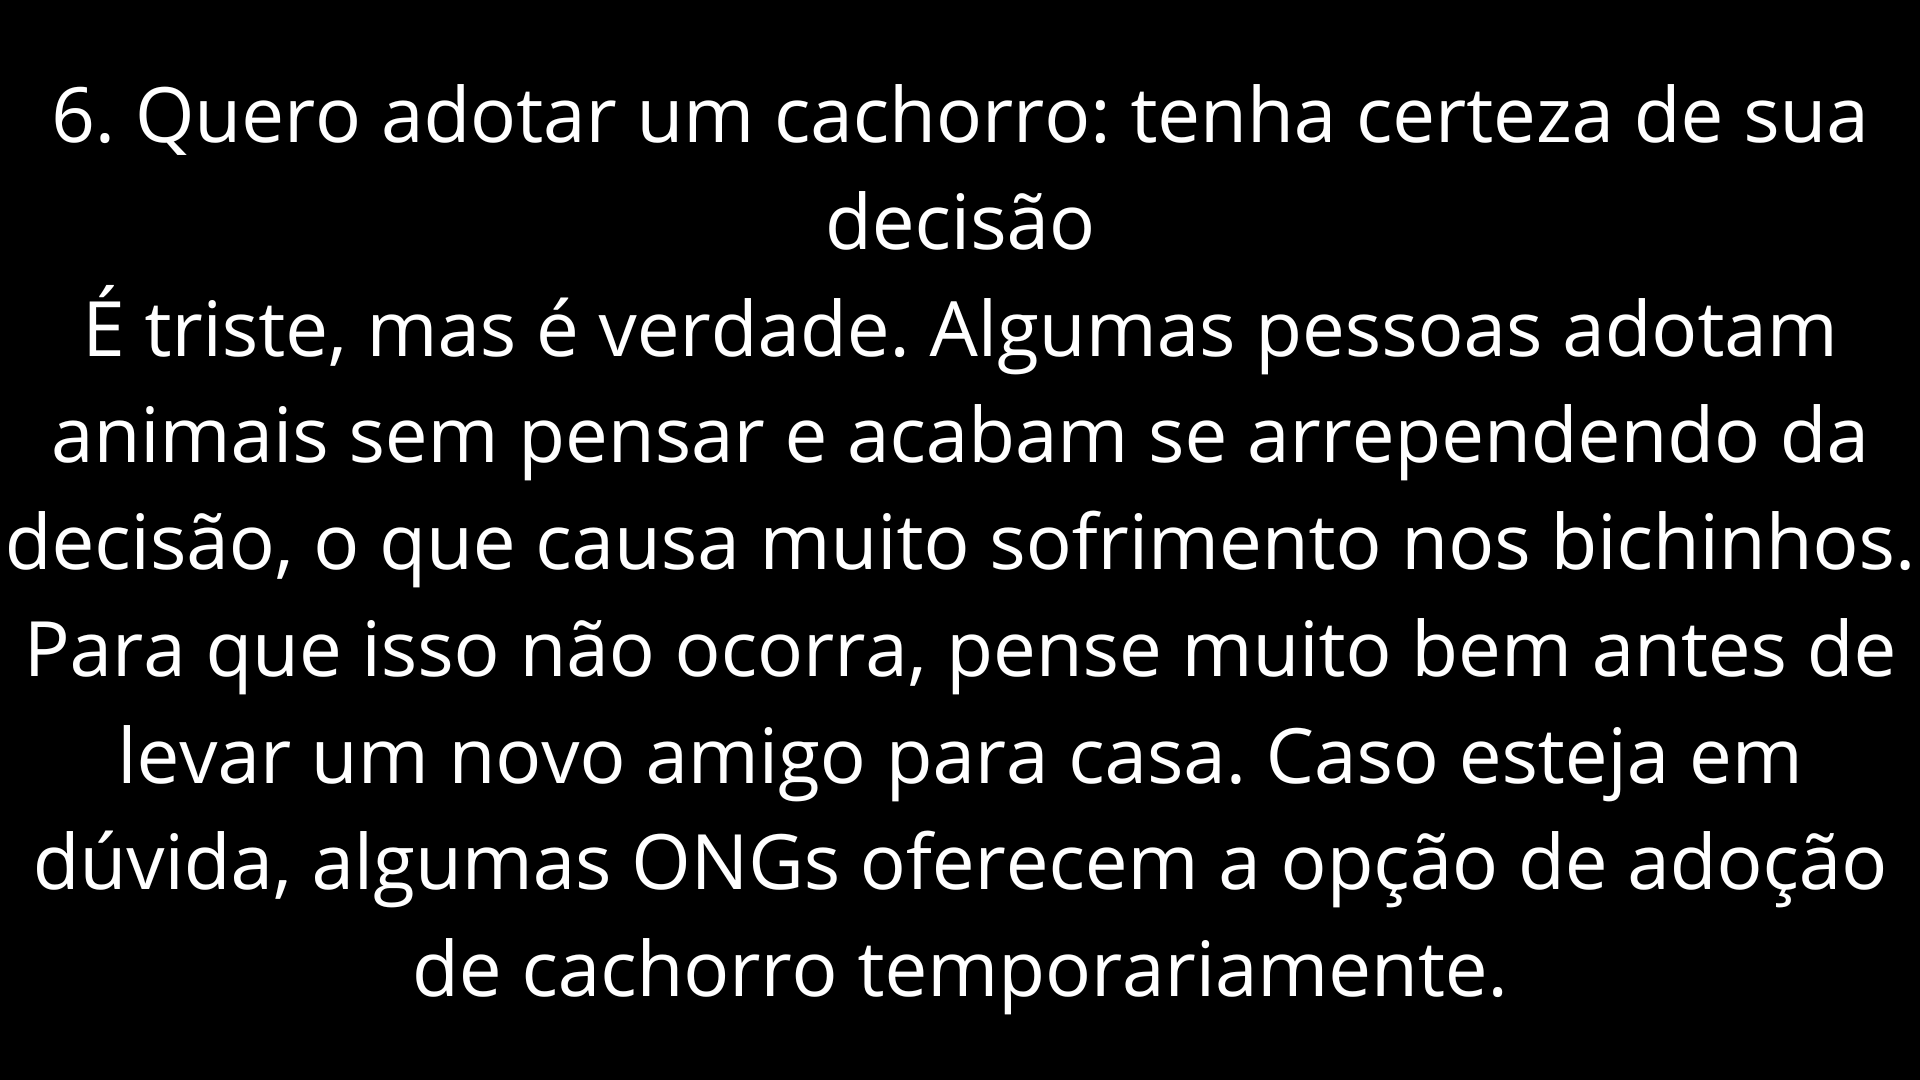 6. Quero adotar um cachorro: tenha certeza de sua
decisão
É triste, mas é verdade. Algumas pessoas adotam
animais sem pensar e acabam se arrependendo da
decisão, o que causa muito sofrimento nos bichinhos.
Para que isso não ocorra, pense muito bem antes de
levar um novo amigo para casa. Caso esteja em
dúvida, algumas ONGs oferecem a opção de adoção
de cachorro temporariamente.